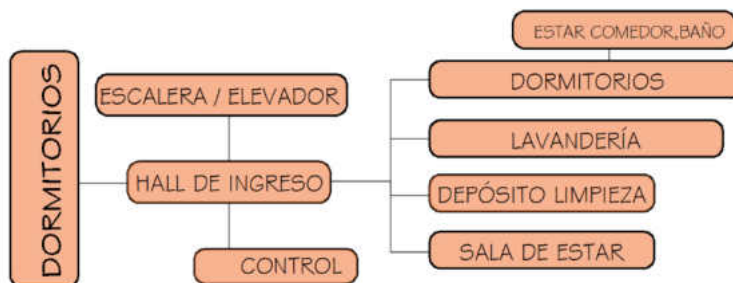 DORMITORIOS
ESCALERA / ELEVADOR
HALL DE INGRESO
CONTROL
ESTAR COMEDOR,BAÑO
DORMITORIOS
LAVANDERÍA
DEPÓSITO LIMPIEZA
SALA DE ESTAR